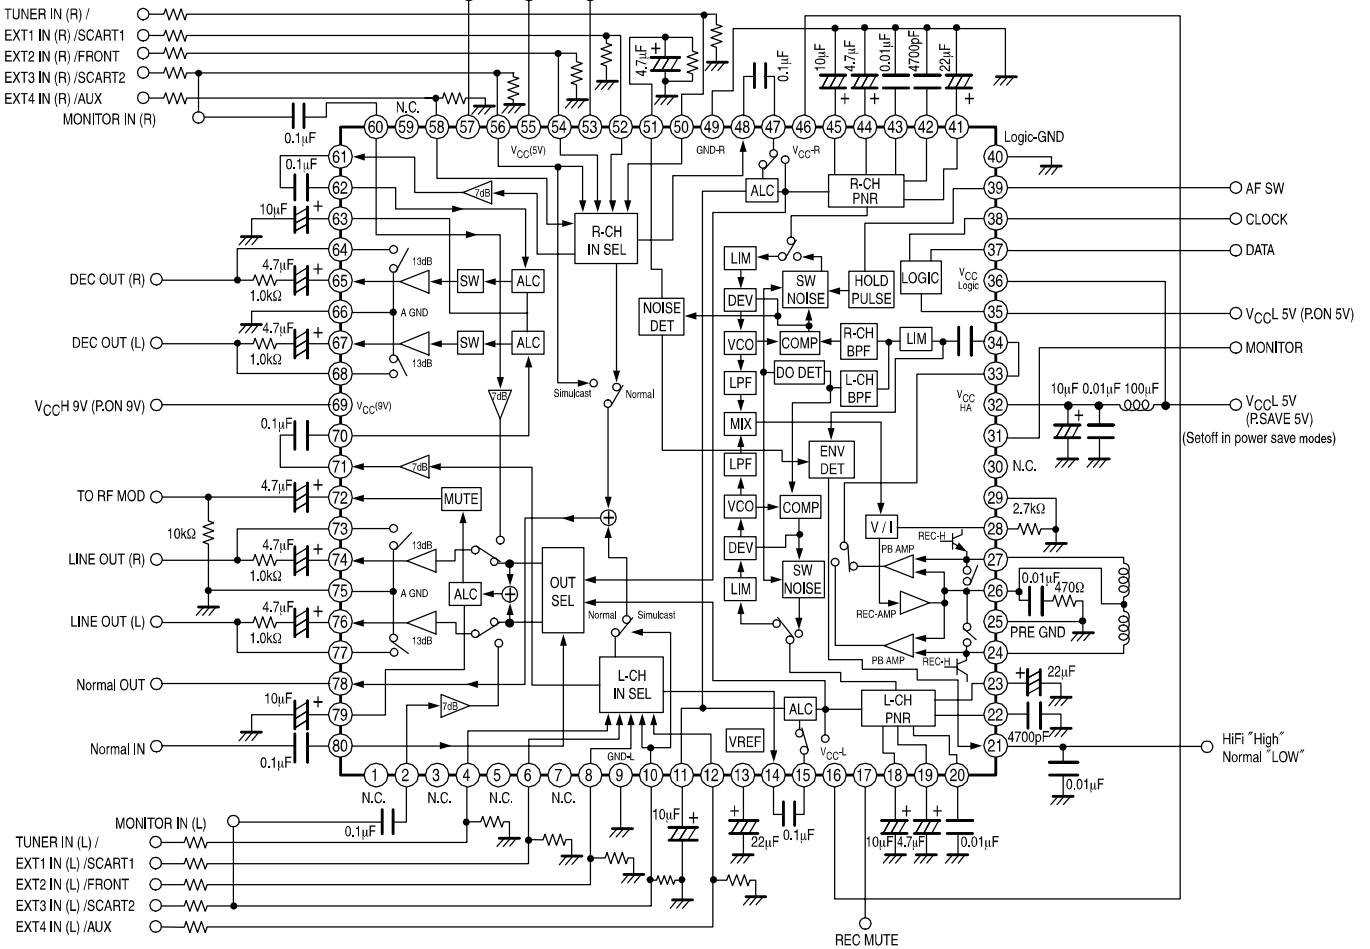 TUNER IN (R) /
EXT1 IN (R) /SCART1
EXT2 IN (R) /FRONT
EXT3 IN (R) /SCART2
EXT4 IN (R) /AUX
MONITOR IN (R)
0.1µF
N.C.
4.7µF
0.1µF
10µF
4.7µF
0.01µF
4700pF
22µF
60 59 58 57 56 55 54 53 52 51 50 49 48 47 46 45 44 43 42 41
VCC(5V)
GND-R
VCC-R
Logic-GND
61
62
63
64
65
66
67
68
69
70
71
72
73
74
75
76
77
78
79
80
0.1µF
10µF
DEC OUT (R)
4.7µF
1.0kΩ
DEC OUT (L)
4.7µF
1.0kΩ
VCCH 9V (P.ON 9V)
VCC(9V)
0.1µF
TO RF MOD
4.7µF
10kΩ
LINE OUT (R)
4.7µF
1.0kΩ
LINE OUT (L)
4.7µF
1.0kΩ
Normal OUT
10µF
Normal IN
0.1µF
7dB
13dB
SW
ALC
A GND
13dB
SW
ALC
7dB
7dB
MUTE
13dB
A GND
ALC
13dB
7dB
R-CH
IN SEL
NOISE
DET
Simulcast
Normal
OUT
SEL
Normal
Simulcast
L-CH
IN SEL
GND-L
ALC
R-CH
PNR
LIM
SW
NOISE
HOLD
PULSE
LOGIC
DEV
VCO
COMP
R-CH
BPF
LIM
LPF
DO DET
L-CH
BPF
MIX
ENV
DET
LPF
VCO
COMP
V / I
DEV
SW
NOISE
LIM
PB AMP
REC-H
REC-AMP
PB AMP
REC-H
VREF
ALC
VCC-L
L-CH
PNR
40
39
38
37
36
35
34
33
32
31
30
29
28
27
26
25
24
23
22
21
AF SW
CLOCK
DATA
VCC
Logic
VCCL 5V (P.ON 5V)
MONITOR
VCC
HA
10µF
0.01µF
100µF
VCCL 5V
(P.SAVE 5V)
(Setoff in power save modes)
N.C.
2.7kΩ
0.01µF
470Ω
PRE GND
22µF
4700pF
HiFi "High"
Normal "LOW"
0.01µF
1 2 3 4 5 6 7 8 9 10 11 12 13 14 15 16 17 18 19 20
N.C.
N.C.
N.C.
N.C.
MONITOR IN (L)
0.1µF
10µF
22µF
0.1µF
10µF
4.7µF
0.01µF
TUNER IN (L) /
EXT1 IN (L) /SCART1
EXT2 IN (L) /FRONT
EXT3 IN (L) /SCART2
EXT4 IN (L) /AUX
REC MUTE